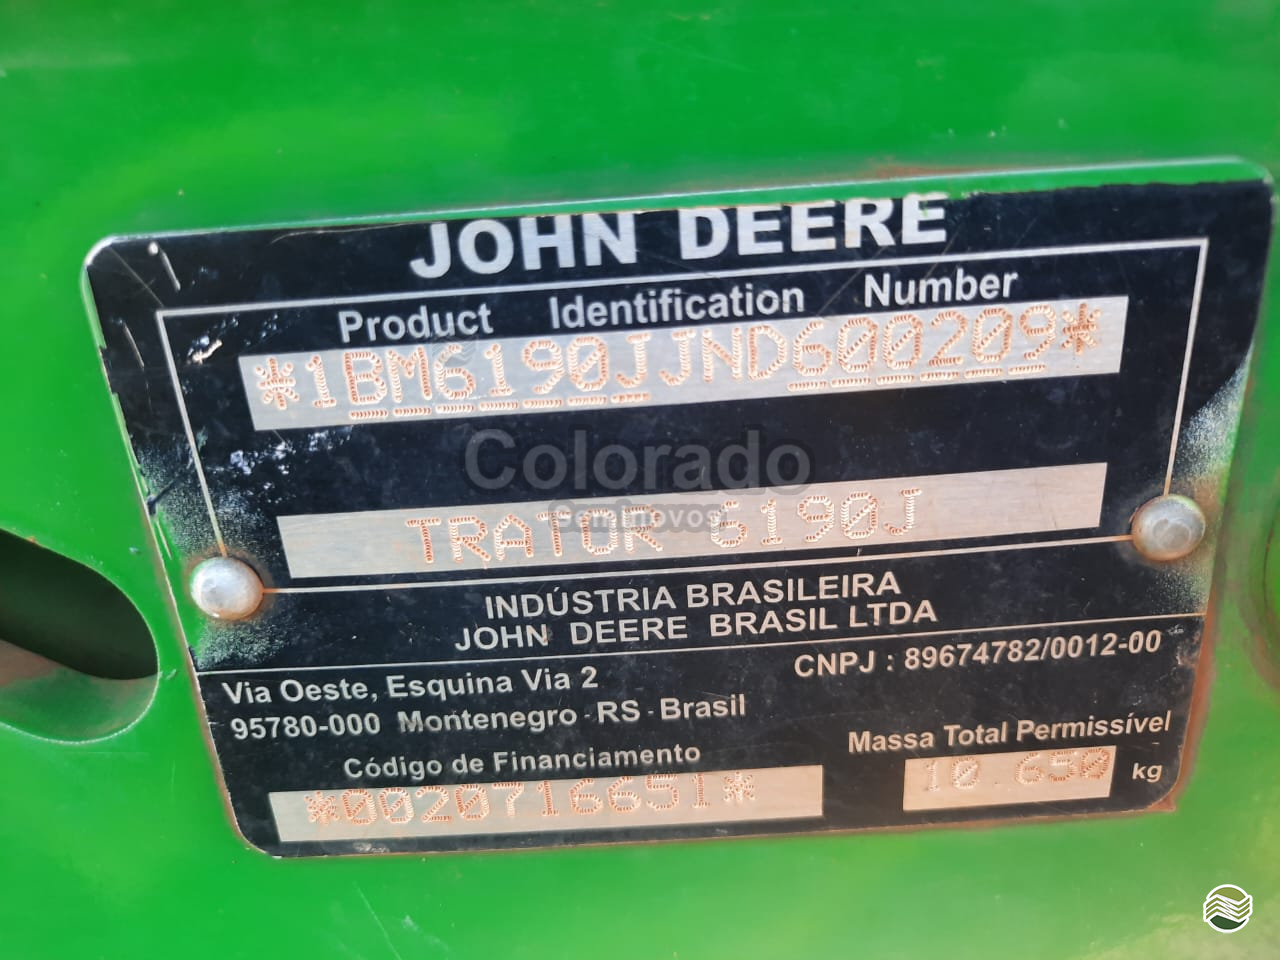 JOHN DEERE
Product Identification Number
*1BM6190JJND600209*
Colorado
Seminovos
TRATOR 6190J
INDÚSTRIA BRASILEIRA
JOHN DEERE BRASIL LTDA
Via Oeste, Esquina Via 2
CNPJ : 89674782/0012-00
95780-000 Montenegro - RS - Brasil
Código de Financiamento
Massa Total Permissível
*0020716651*
10.650 kg